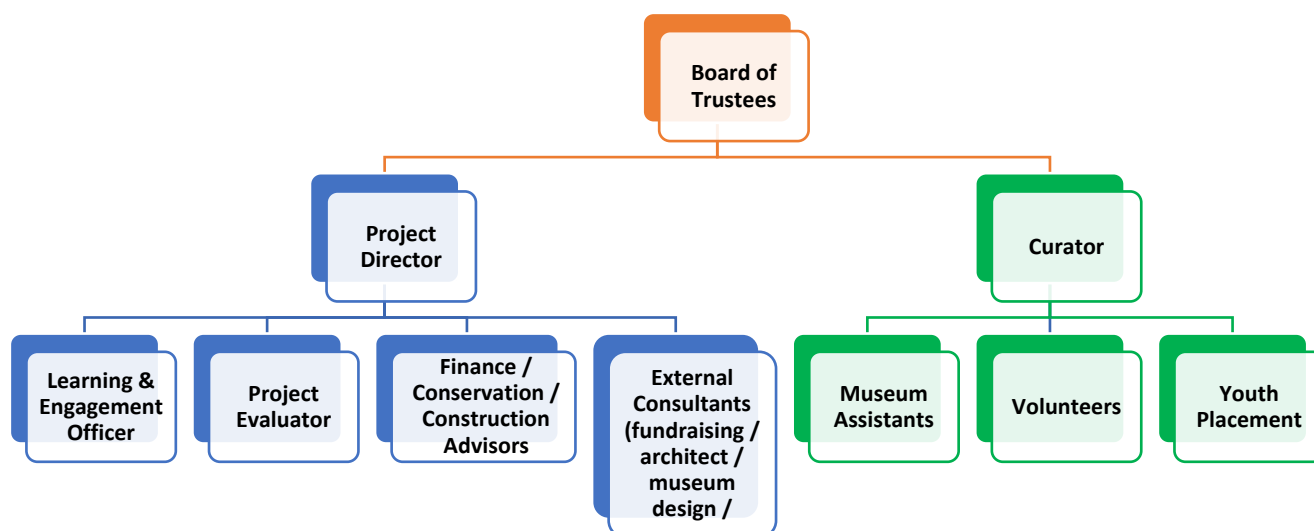 Board of
Trustees
Project
Director
Curator
Learning &
Engagement
Officer
Project
Evaluator
Finance /
Conservation /
Construction
Advisors
External
Consultants
(fundraising /
architect /
museum
design /
Museum
Assistants
Volunteers
Youth
Placement